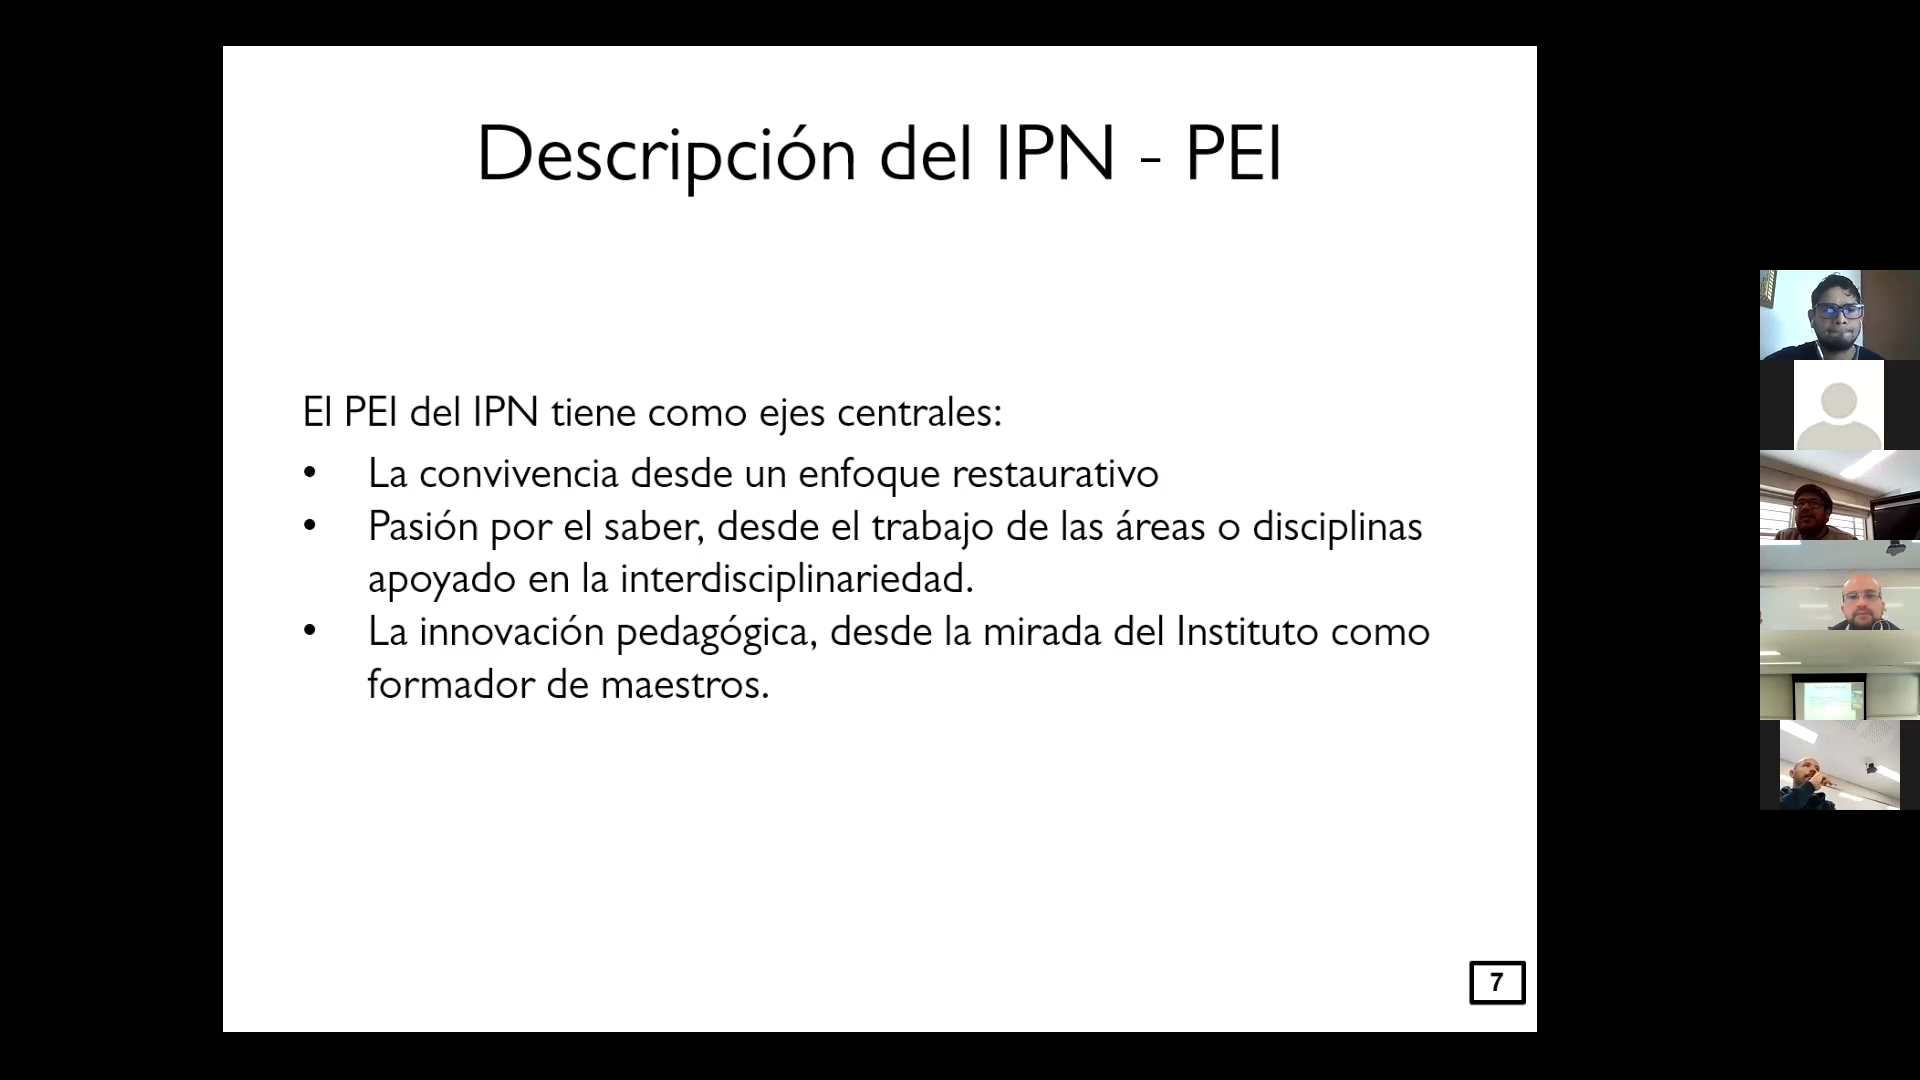 Descripción del IPN - PEI
El PEI del IPN tiene como ejes centrales:
• La convivencia desde un enfoque restaurativo
• Pasión por el saber, desde el trabajo de las áreas o disciplinas
apoyado en la interdisciplinariedad.
• La innovación pedagógica, desde la mirada del Instituto como
formador de maestros.
7